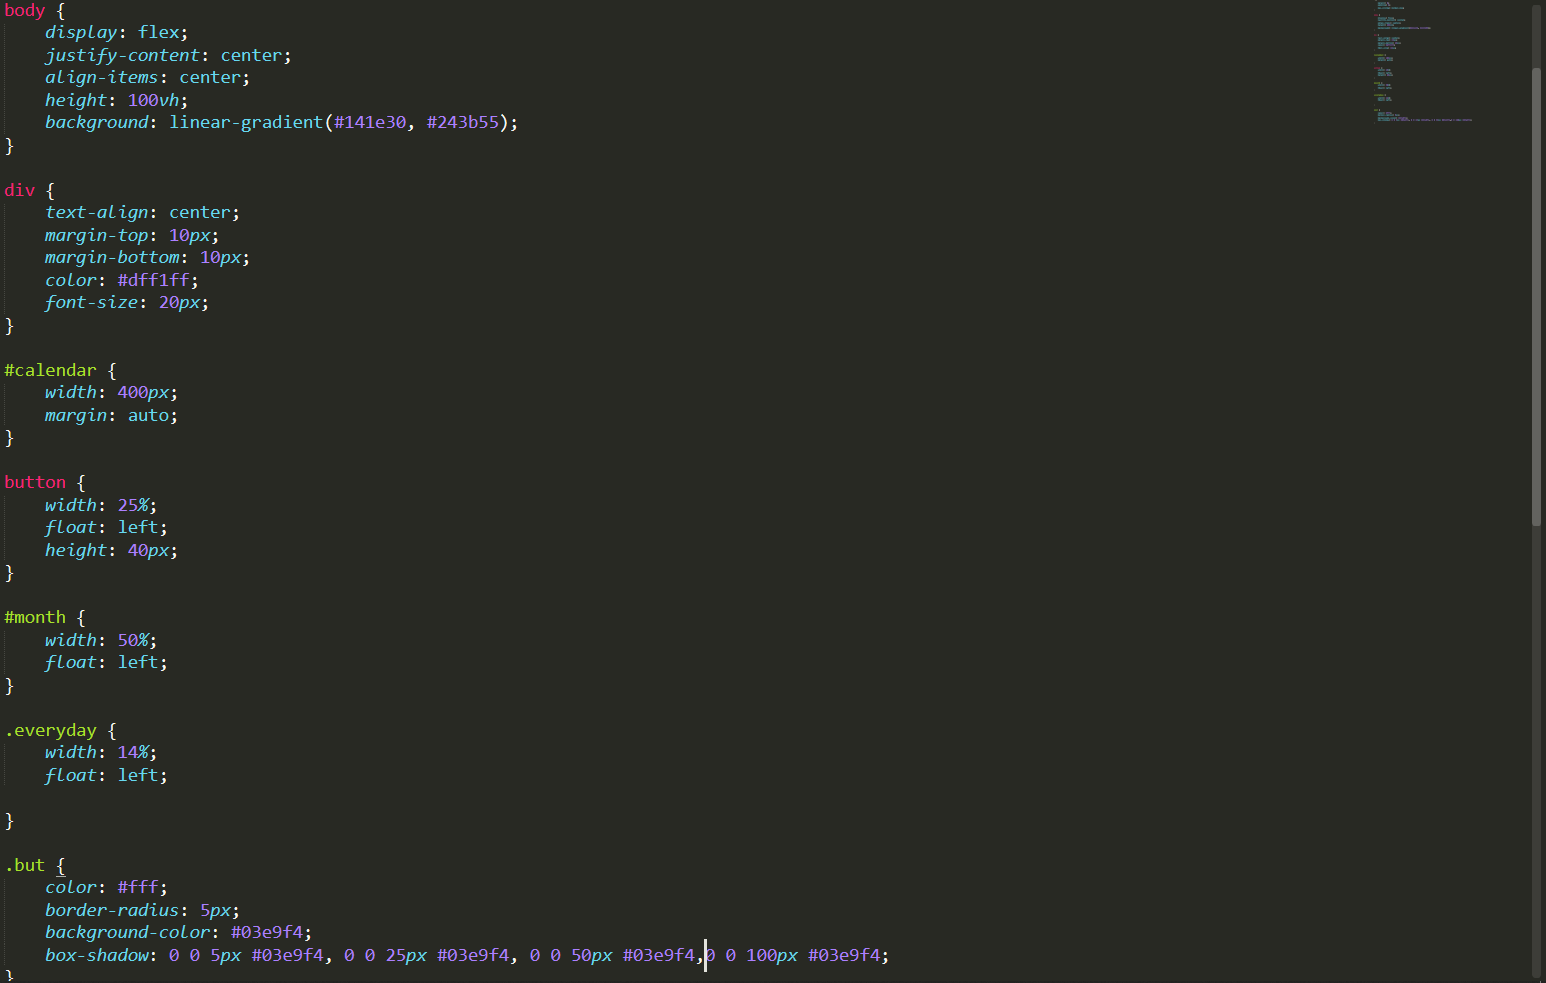 body {
    display: flex;
    justify-content: center;
    align-items: center;
    height: 100vh;
    background: linear-gradient(#141e30, #243b55);
}

div {
    text-align: center;
    margin-top: 10px;
    margin-bottom: 10px;
    color: #dff1ff;
    font-size: 20px;
}

#calendar {
    width: 400px;
    margin: auto;
}

button {
    width: 25%;
    float: left;
    height: 40px;
}

#month {
    width: 50%;
    float: left;
}

.everyday {
    width: 14%;
    float: left;

}

.but {
    color: #fff;
    border-radius: 5px;
    background-color: #03e9f4;
    box-shadow: 0 0 5px #03e9f4, 0 0 25px #03e9f4, 0 0 50px #03e9f4,0 0 100px #03e9f4;
}